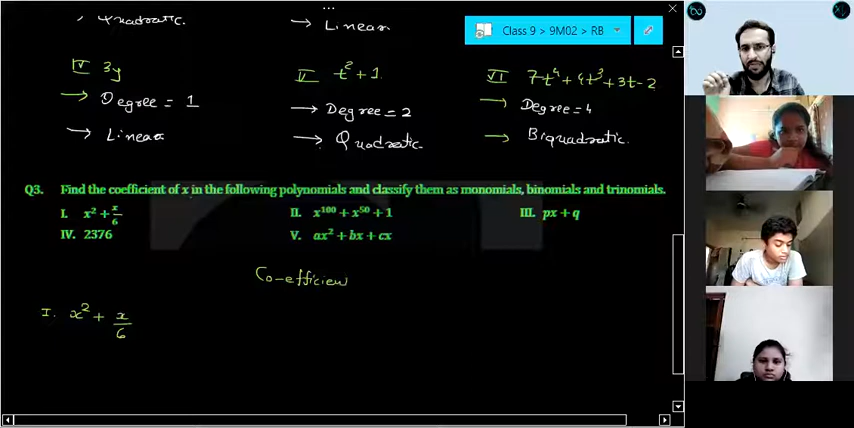 → Quadratic.
→ Linear
Class 9 > 9M02 > RB
IV 3y
V t² + 1.
VI 7t⁴ + 4t³ + 3t - 2
→ Degree = 1
→ Degree = 2
→ Degree = 4
→ Linear
→ Quadratic.
→ Biquadratic.
Q3. Find the coefficient of x in the following polynomials and classify them as monomials, binomials and trinomials.
I. x² + x/6
II. x¹⁰⁰ + x⁵⁰ + 1
III. px + q
IV. 2376
V. ax² + bx + cx
Co-efficien
I. x² + x/6